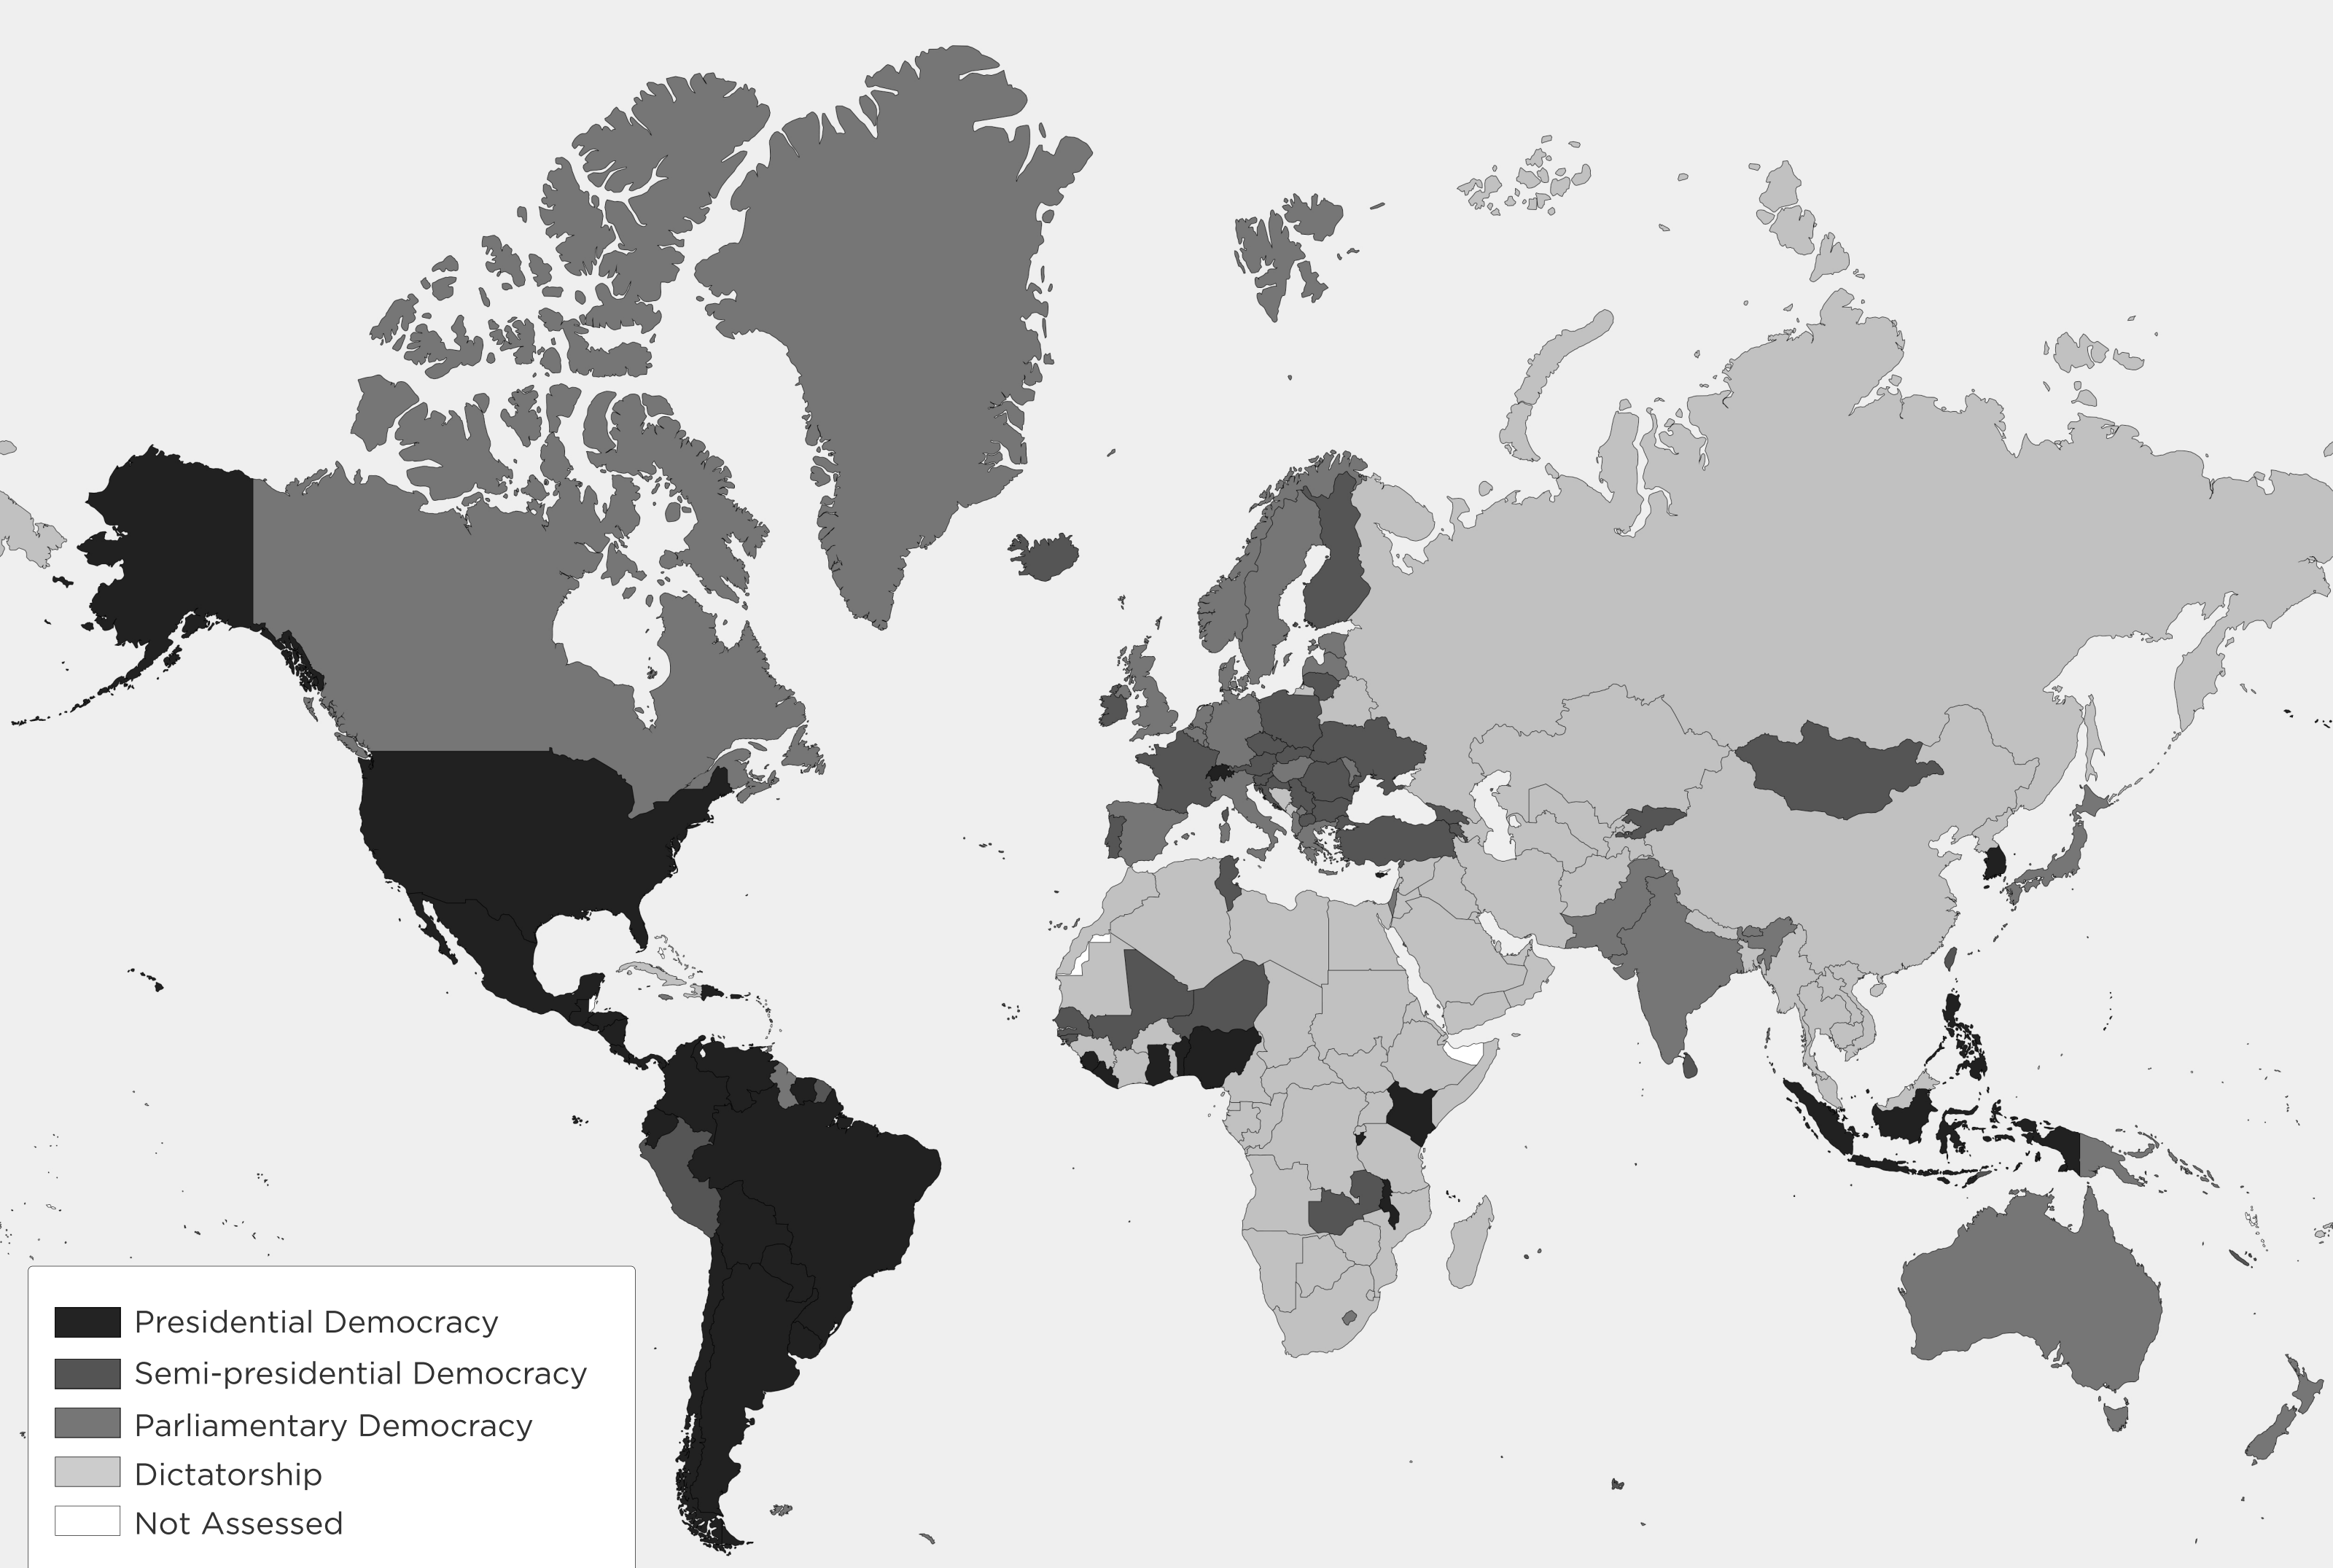 Presidential Democracy
Semi-presidential Democracy
Parliamentary Democracy
Dictatorship
Not Assessed